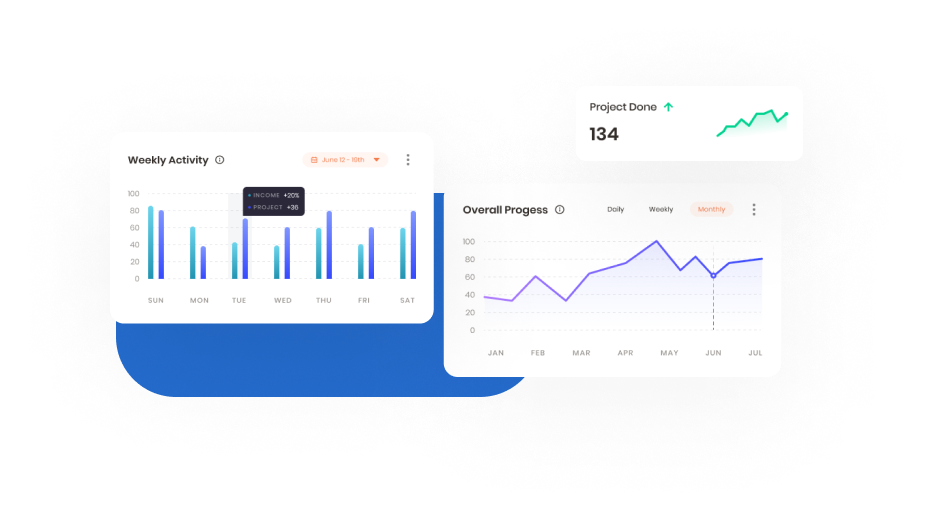 Project Done
134
Weekly Activity
June 12 - 19th
INCOME +20%
PROJECT +36
100
80
60
40
20
0
SUN MON TUE WED THU FRI SAT
Overall Progess
Daily Weekly Monthly
100
80
60
40
20
0
JAN FEB MAR APR MAY JUN JUL